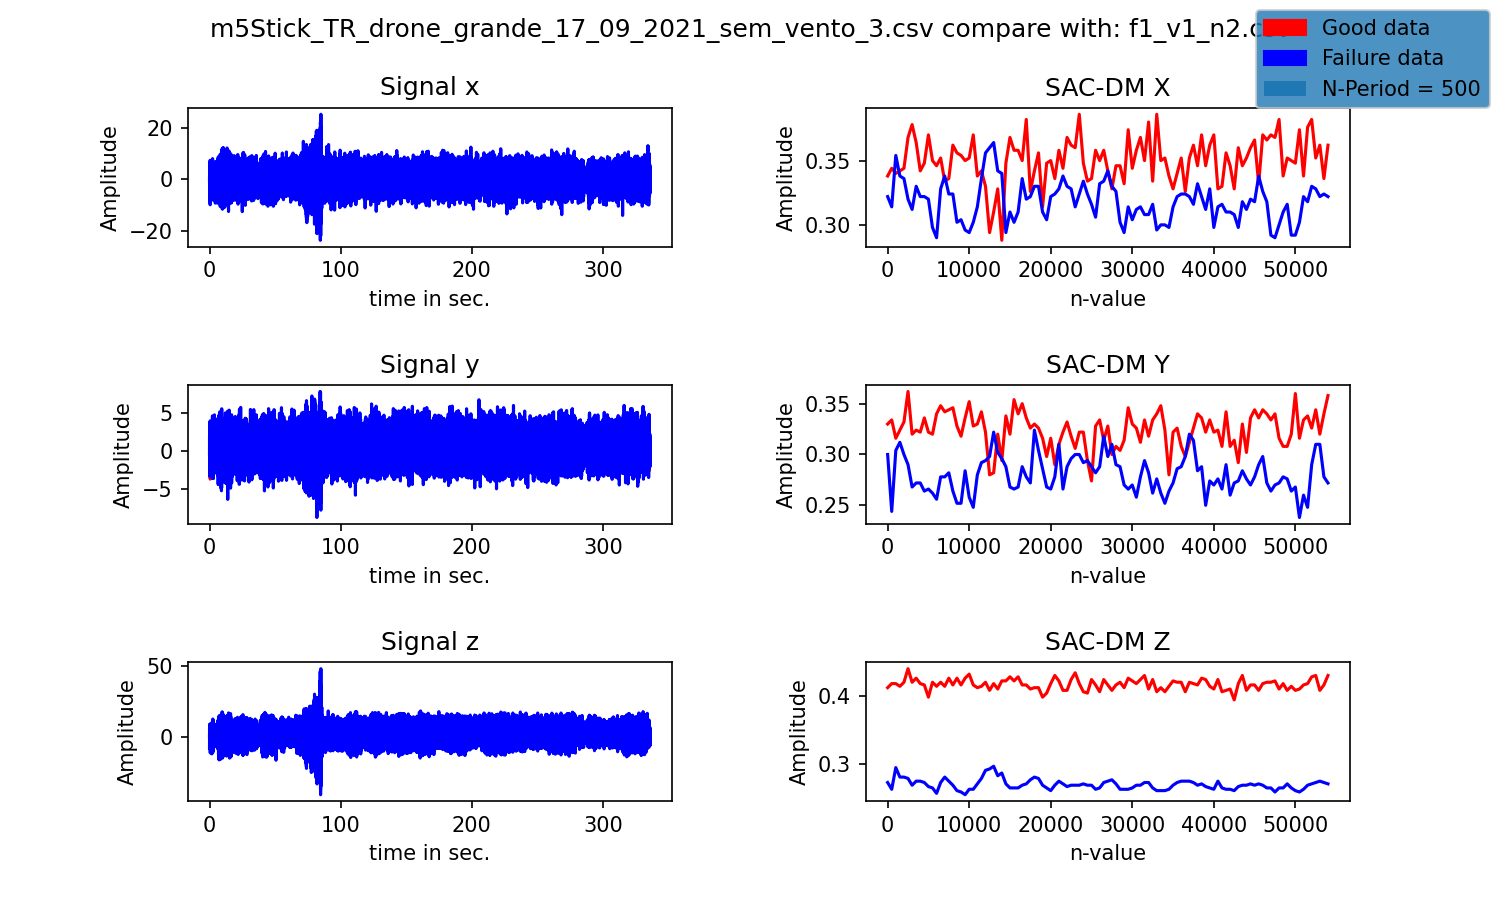 m5Stick_TR_drone_grande_17_09_2021_sem_vento_3.csv compare with: f1_v1_n2.csv
Good data
Failure data
N-Period = 500
Signal x
Amplitude
20
0
−20
0 100 200 300
time in sec.
SAC-DM X
Amplitude
0.35
0.30
0 10000 20000 30000 40000 50000
n-value
Signal y
Amplitude
5
0
−5
0 100 200 300
time in sec.
SAC-DM Y
Amplitude
0.35
0.30
0.25
0 10000 20000 30000 40000 50000
n-value
Signal z
Amplitude
50
0
0 100 200 300
time in sec.
SAC-DM Z
Amplitude
0.4
0.3
0 10000 20000 30000 40000 50000
n-value